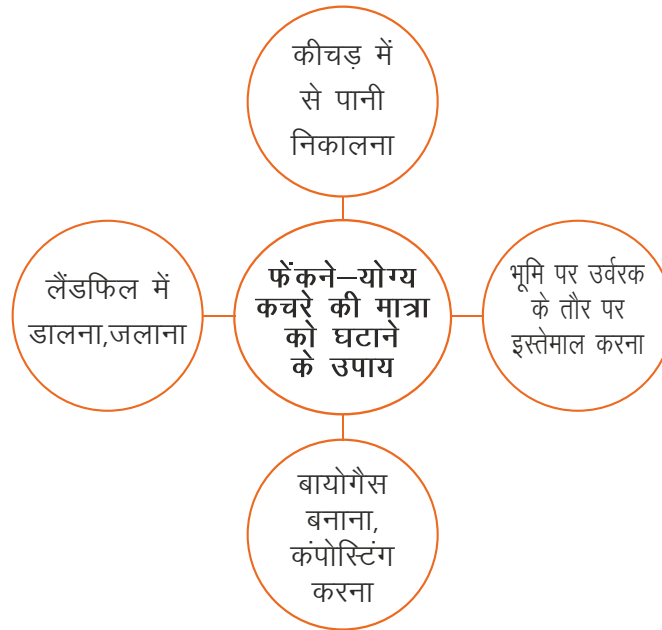 कीचड़ में
से पानी
निकालना
लैंडफिल में
डालना,जलाना
फेंकने–योग्य
कचरे की मात्रा
को घटाने
के उपाय
भूमि पर उर्वरक
के तौर पर
इस्तेमाल करना
बायोगैस
बनाना,
कंपोस्टिंग
करना